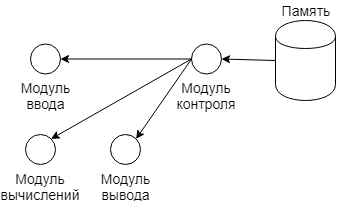 Память
Модуль
ввода
Модуль
контроля
Модуль
вычислений
Модуль
вывода